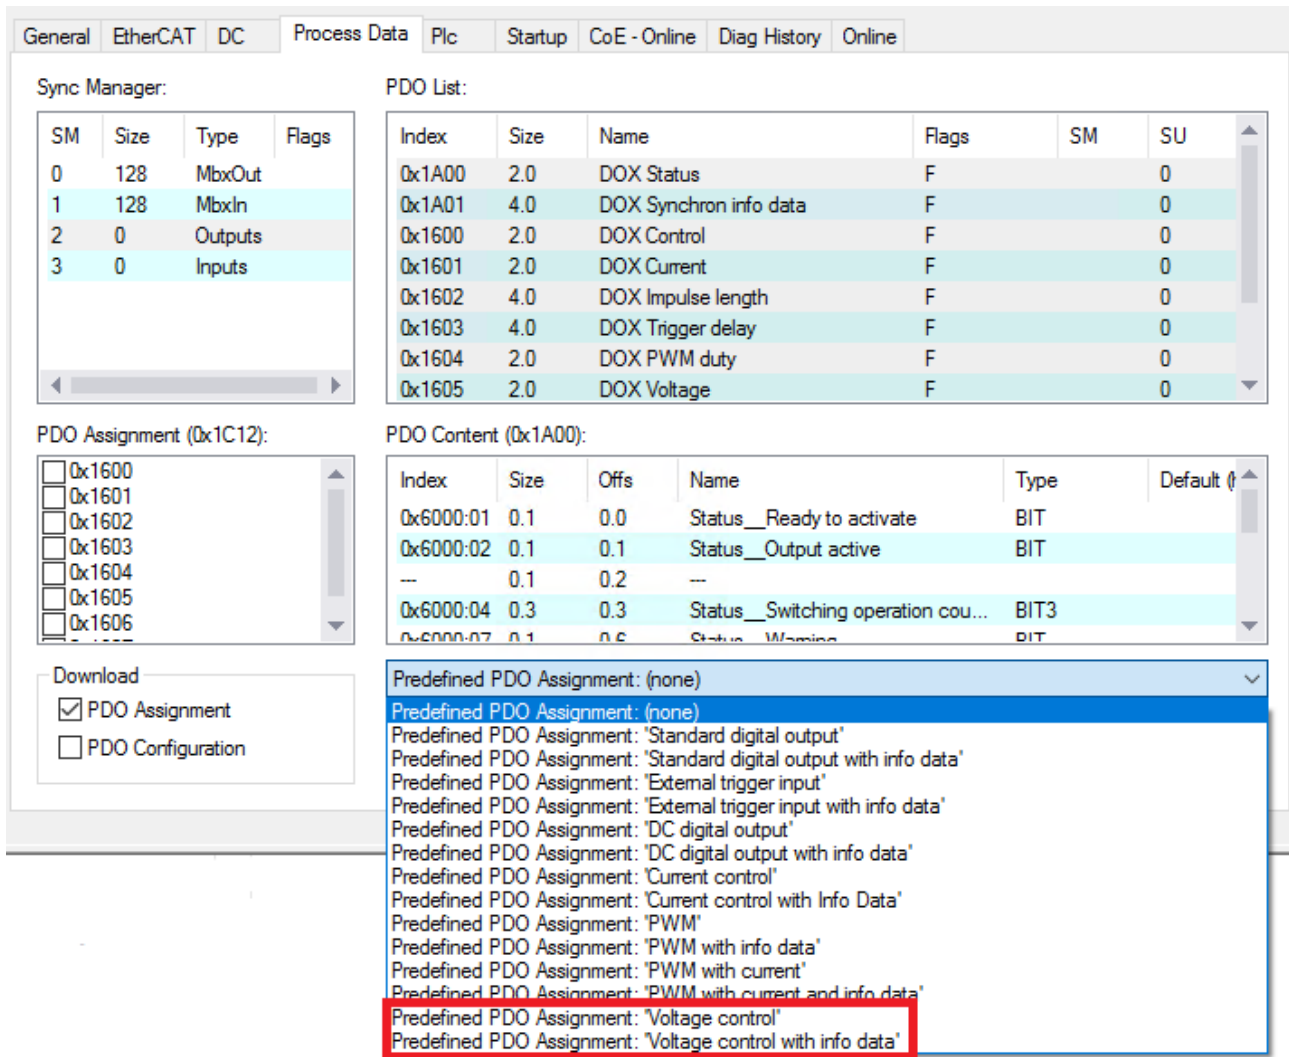 General EtherCAT DC Process Data Plc Startup CoE - Online Diag History Online
Sync Manager:
SM Size Type Flags
0 128 MbxOut
1 128 MbxIn
2 0 Outputs
3 0 Inputs
PDO List:
Index Size Name Flags SM SU
0x1A00 2.0 DOX Status F 0
0x1A01 4.0 DOX Synchron info data F 0
0x1600 2.0 DOX Control F 0
0x1601 2.0 DOX Current F 0
0x1602 4.0 DOX Impulse length F 0
0x1603 4.0 DOX Trigger delay F 0
0x1604 2.0 DOX PWM duty F 0
0x1605 2.0 DOX Voltage F 0
PDO Assignment (0x1C12):
0x1600
0x1601
0x1602
0x1603
0x1604
0x1605
0x1606
PDO Content (0x1A00):
Index Size Offs Name Type Default (h
0x6000:01 0.1 0.0 Status__Ready to activate BIT
0x6000:02 0.1 0.1 Status__Output active BIT
--- 0.1 0.2 ---
0x6000:04 0.3 0.3 Status__Switching operation cou... BIT3
0x6000:07 0.1 0.6 Status__Warning BIT
Download
PDO Assignment
PDO Configuration
Predefined PDO Assignment: (none)
Predefined PDO Assignment: (none)
Predefined PDO Assignment: 'Standard digital output'
Predefined PDO Assignment: 'Standard digital output with info data'
Predefined PDO Assignment: 'External trigger input'
Predefined PDO Assignment: 'External trigger input with info data'
Predefined PDO Assignment: 'DC digital output'
Predefined PDO Assignment: 'DC digital output with info data'
Predefined PDO Assignment: 'Current control'
Predefined PDO Assignment: 'Current control with Info Data'
Predefined PDO Assignment: 'PWM'
Predefined PDO Assignment: 'PWM with info data'
Predefined PDO Assignment: 'PWM with current'
Predefined PDO Assignment: 'PWM with current and info data'
Predefined PDO Assignment: 'Voltage control'
Predefined PDO Assignment: 'Voltage control with info data'